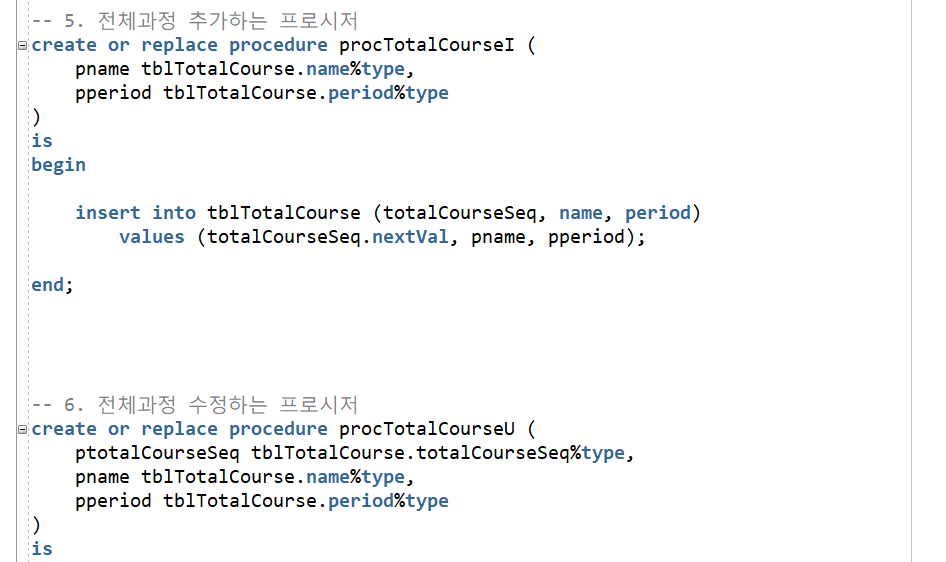 -- 5. 전체과정 추가하는 프로시저
create or replace procedure procTotalCourseI (
    pname tblTotalCourse.name%type,
    pperiod tblTotalCourse.period%type
)
is
begin
    insert into tblTotalCourse (totalCourseSeq, name, period)
        values (totalCourseSeq.nextVal, pname, pperiod);
end;
-- 6. 전체과정 수정하는 프로시저
create or replace procedure procTotalCourseU (
    ptotalCourseSeq tblTotalCourse.totalCourseSeq%type,
    pname tblTotalCourse.name%type,
    pperiod tblTotalCourse.period%type
)
is